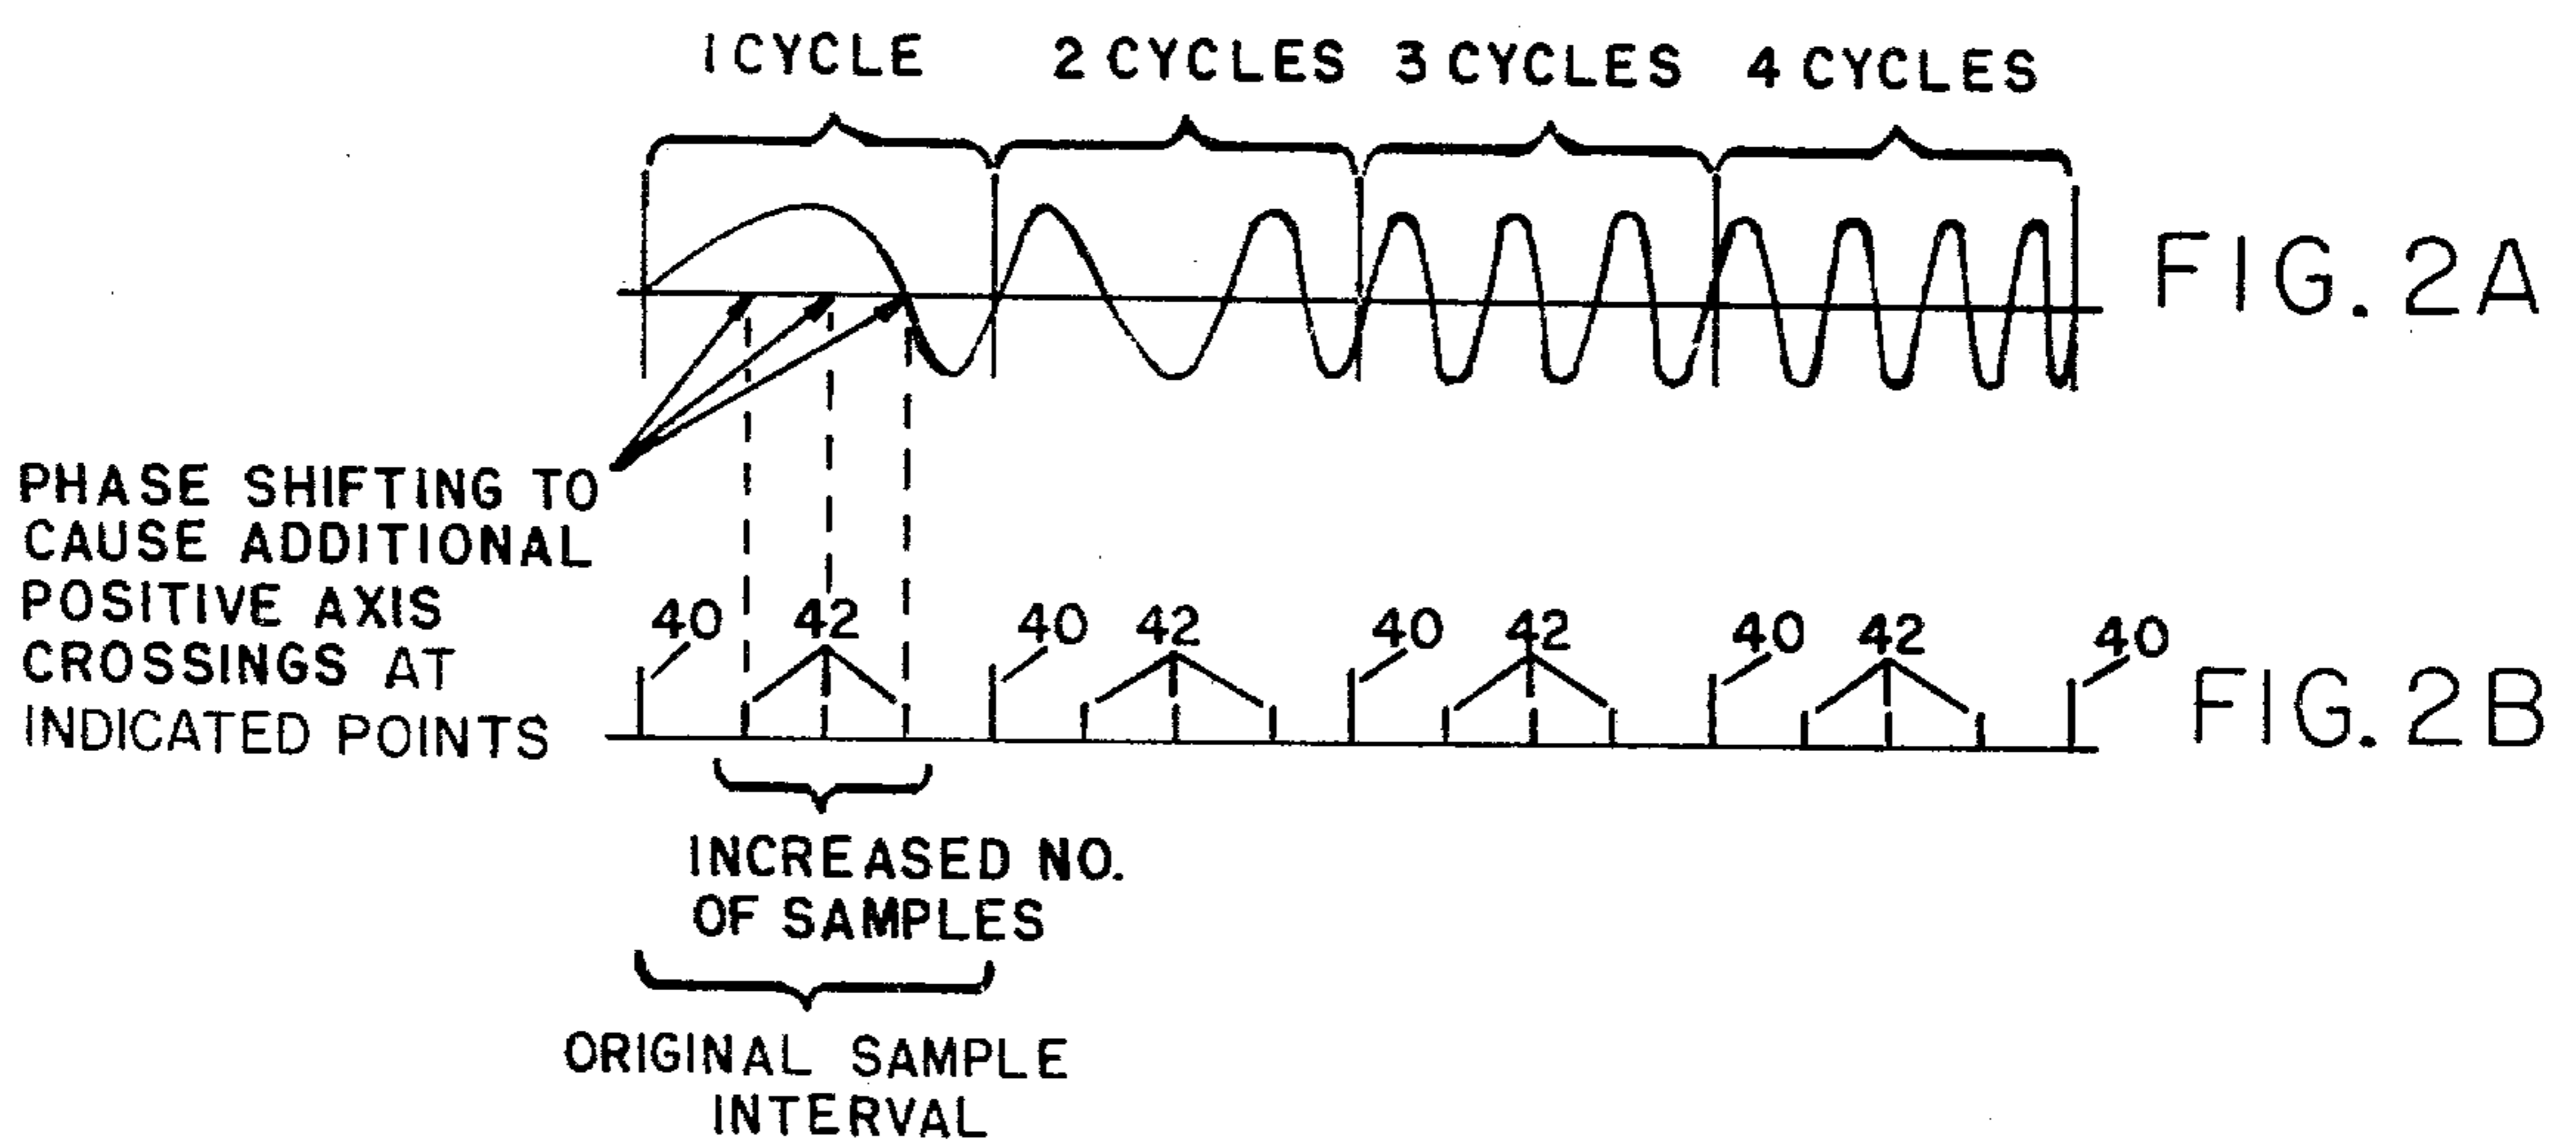 1 CYCLE 2 CYCLES 3 CYCLES 4 CYCLES
FIG. 2A
PHASE SHIFTING TO
CAUSE ADDITIONAL
POSITIVE AXIS
CROSSINGS AT
INDICATED POINTS
40 42 40 42 40 42 40 42 40
FIG. 2B
INCREASED NO.
OF SAMPLES
ORIGINAL SAMPLE
INTERVAL